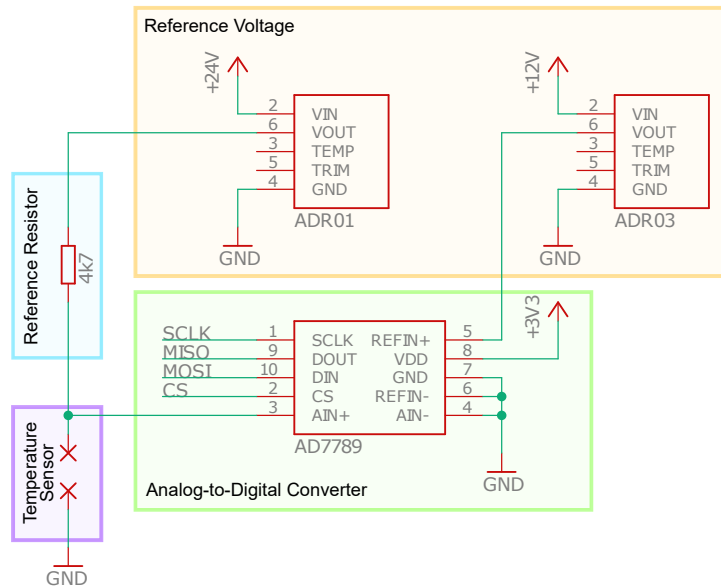 Reference Voltage
+24V
2 VIN
6 VOUT
3 TEMP
5 TRIM
4 GND
ADR01
GND
+12V
2 VIN
6 VOUT
3 TEMP
5 TRIM
4 GND
ADR03
GND
Reference Resistor
4k7
+3V3
SCLK 1 SCLK REFIN+ 5
MISO 9 DOUT VDD 8
MOSI 10 DIN GND 7
CS 2 CS REFIN- 6
3 AIN+ AIN- 4
AD7789
GND
Analog-to-Digital Converter
Temperature
Sensor
GND